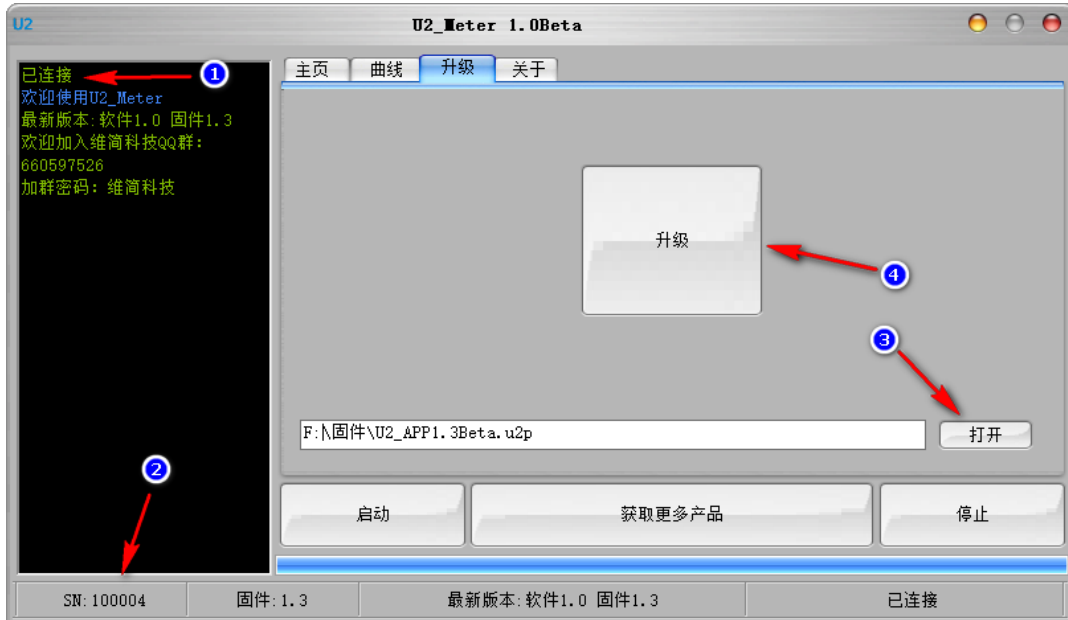 U2
U2_Meter 1.0Beta
已连接
欢迎使用U2_Meter
最新版本:软件1.0 固件1.3
欢迎加入维简科技QQ群:
660597526
加群密码: 维简科技
1
主页
曲线
升级
关于
升级
4
3
F:\固件\U2_APP1.3Beta.u2p
打开
2
启动
获取更多产品
停止
SN:100004
固件:1.3
最新版本:软件1.0 固件1.3
已连接